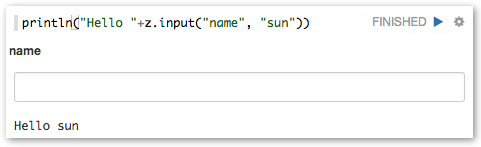 println("Hello "+z.input("name", "sun"))
FINISHED
name
Hello sun